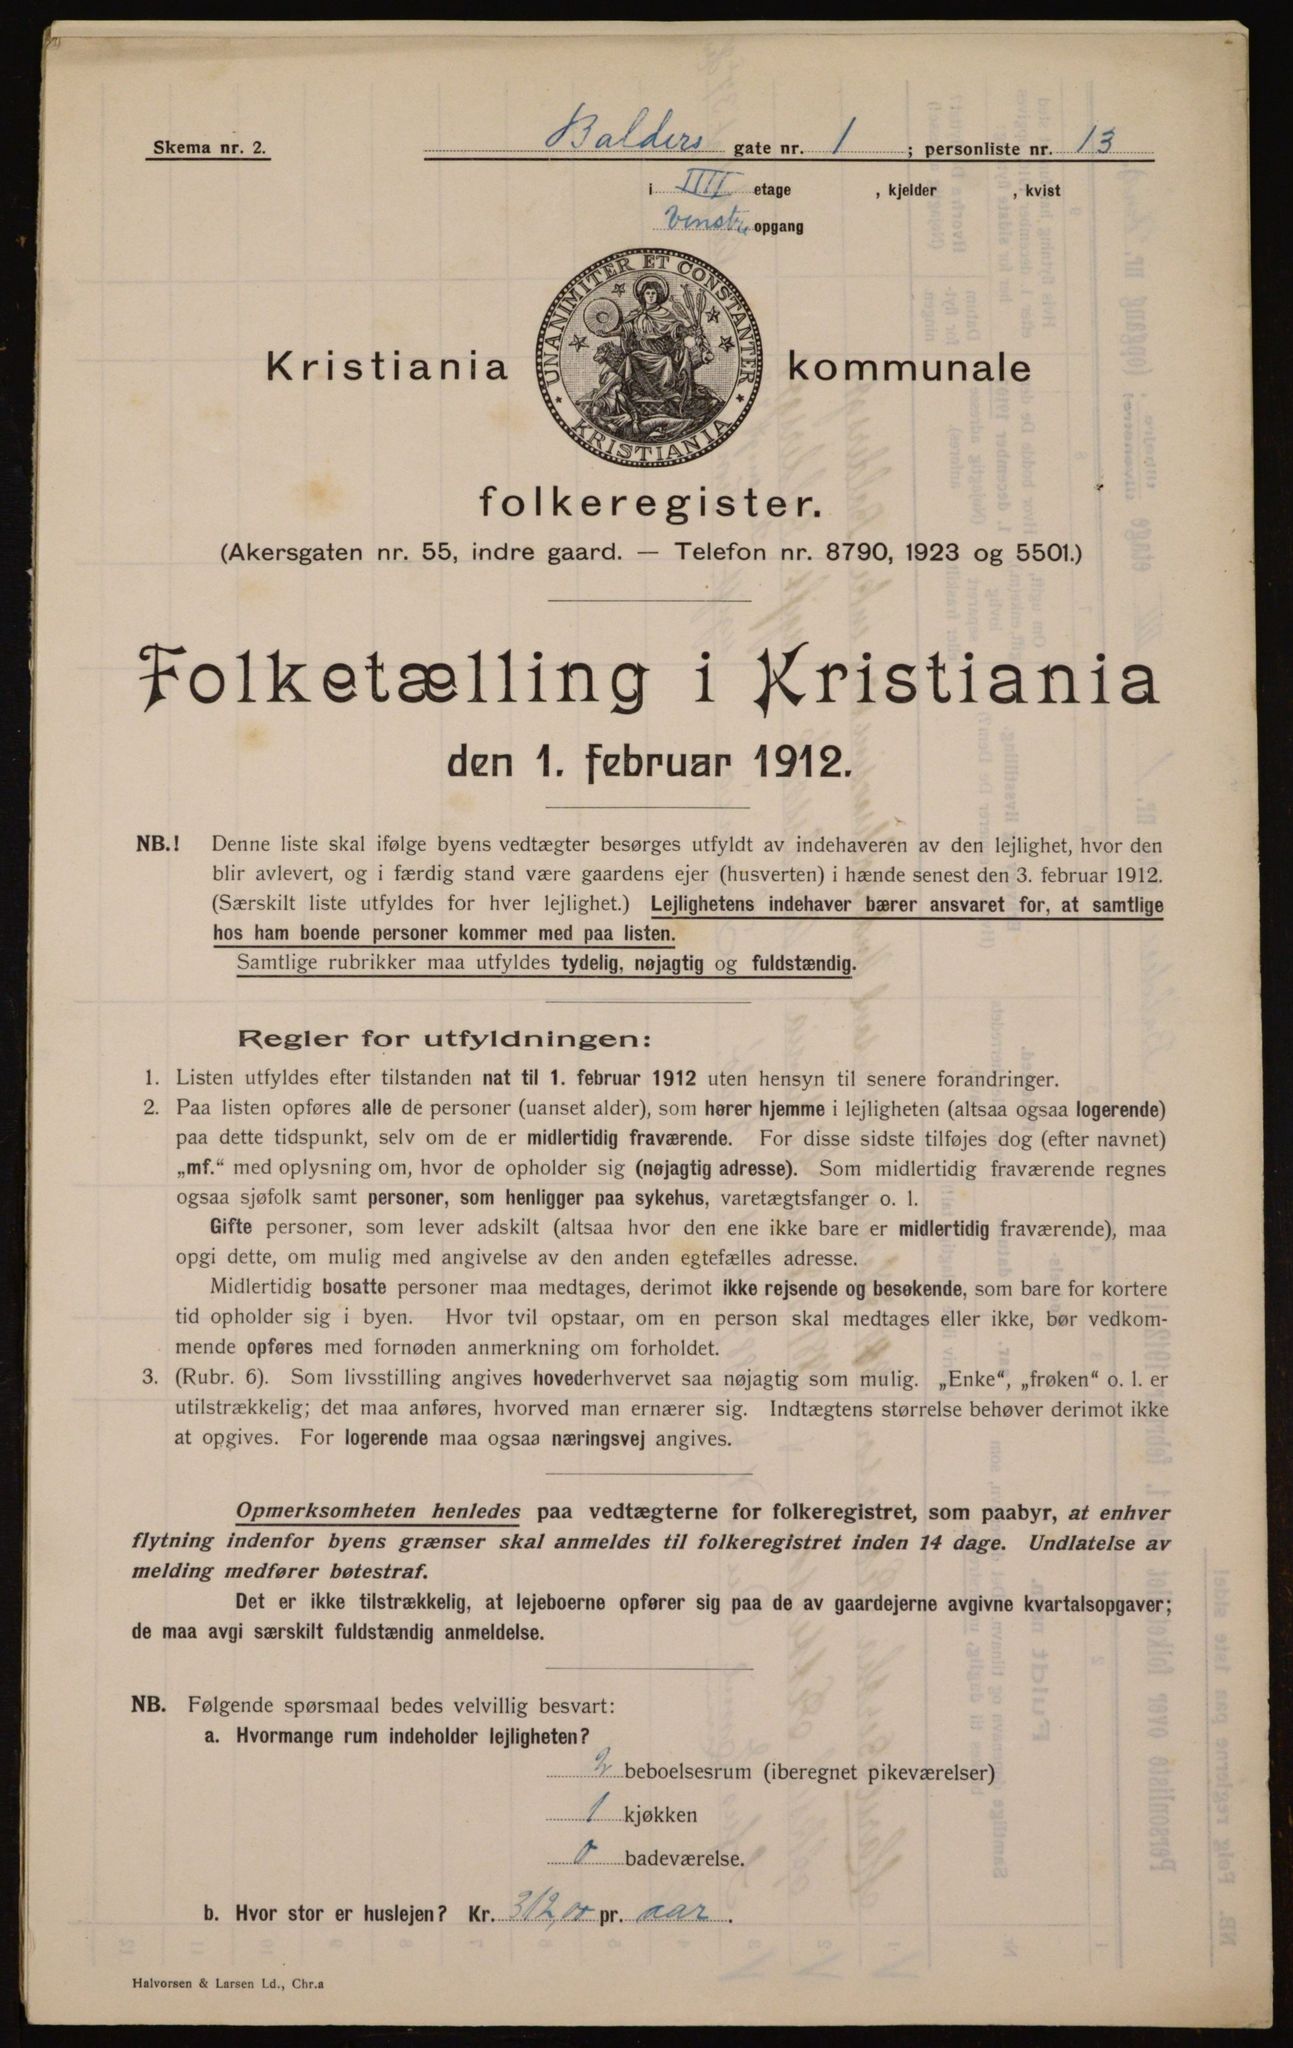 Skema nr. 2.
Balders gate nr. 1 ; personliste nr. 13
i IIII etage , kjelder , kvist
Venstre opgang
UNANIMITER ET CONSTANTER
KRISTIANIA
Kristiania kommunale
folkeregister.
(Akersgaten nr. 55, indre gaard. — Telefon nr. 8790, 1923 og 5501.)
Folketælling i Kristiania
den 1. februar 1912.
NB.! Denne liste skal ifølge byens vedtægter besørges utfyldt av indehaveren av den lejlighet, hvor den
blir avlevert, og i færdig stand være gaardens ejer (husverten) i hænde senest den 3. februar 1912.
(Særskilt liste utfyldes for hver lejlighet.) Lejlighetens indehaver bærer ansvaret for, at samtlige
hos ham boende personer kommer med paa listen.
Samtlige rubrikker maa utfyldes tydelig, nøjagtig og fuldstændig.
Regler for utfyldningen:
1. Listen utfyldes efter tilstanden nat til 1. februar 1912 uten hensyn til senere forandringer.
2. Paa listen opføres alle de personer (uanset alder), som hører hjemme i lejligheten (altsaa ogsaa logerende)
paa dette tidspunkt, selv om de er midlertidig fraværende. For disse sidste tilføjes dog (efter navnet)
„mf.“ med oplysning om, hvor de opholder sig (nøjagtig adresse). Som midlertidig fraværende regnes
ogsaa sjøfolk samt personer, som henligger paa sykehus, varetægtsfanger o. l.
Gifte personer, som lever adskilt (altsaa hvor den ene ikke bare er midlertidig fraværende), maa
opgi dette, om mulig med angivelse av den anden egtefælles adresse.
Midlertidig bosatte personer maa medtages, derimot ikke rejsende og besøkende, som bare for kortere
tid opholder sig i byen. Hvor tvil opstaar, om en person skal medtages eller ikke, bør vedkom-
mende opføres med fornøden anmerkning om forholdet.
3. (Rubr. 6). Som livsstilling angives hovederhvervet saa nøjagtig som mulig. „Enke“, „frøken“ o. l. er
utilstrækkelig; det maa anføres, hvorved man ernærer sig. Indtægtens størrelse behøver derimot ikke
at opgives. For logerende maa ogsaa næringsvej angives.
Opmerksomheten henledes paa vedtægterne for folkeregistret, som paabyr, at enhver
flytning indenfor byens grænser skal anmeldes til folkeregistret inden 14 dage. Undlatelse av
melding medfører bøtestraf.
Det er ikke tilstrækkelig, at lejeboerne opfører sig paa de av gaardejerne avgivne kvartalsopgaver;
de maa avgi særskilt fuldstændig anmeldelse.
NB. Følgende spørsmaal bedes velvillig besvart:
a. Hvormange rum indeholder lejligheten?
2 beboelsesrum (iberegnet pikeværelser)
1 kjøkken
0 badeværelse.
b. Hvor stor er huslejen? Kr. 312,00 pr. aar.
Halvorsen & Larsen Ld., Chr.a